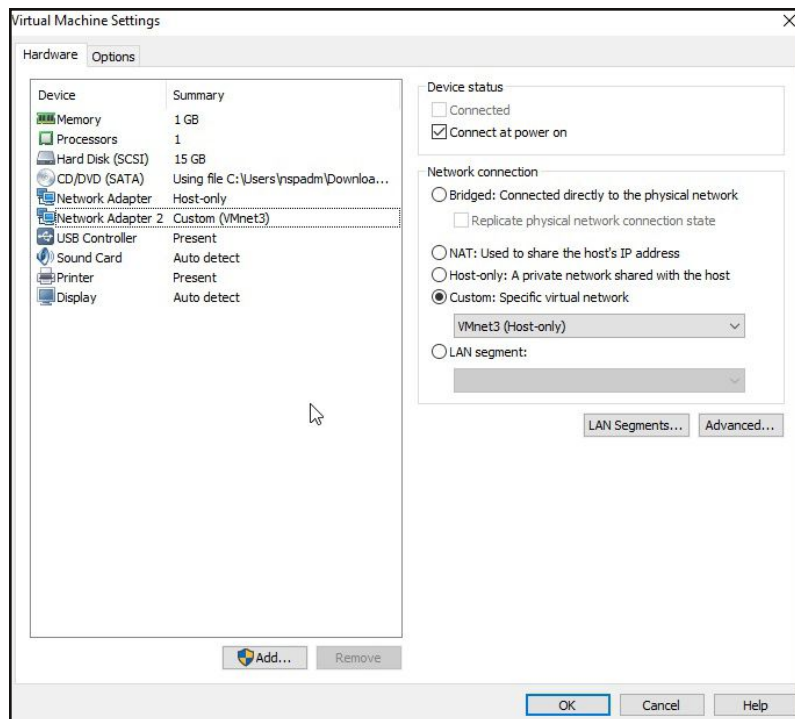 Virtual Machine Settings
Hardware Options
Device Summary
Memory 1 GB
Processors 1
Hard Disk (SCSI) 15 GB
CD/DVD (SATA) Using file C:\Users\nspadm\Downloa...
Network Adapter Host-only
Network Adapter 2 Custom (VMnet3)
USB Controller Present
Sound Card Auto detect
Printer Present
Display Auto detect
Add... Remove
Device status
Connected
Connect at power on
Network connection
Bridged: Connected directly to the physical network
Replicate physical network connection state
NAT: Used to share the host's IP address
Host-only: A private network shared with the host
Custom: Specific virtual network
VMnet3 (Host-only)
LAN segment:
LAN Segments... Advanced...
OK Cancel Help